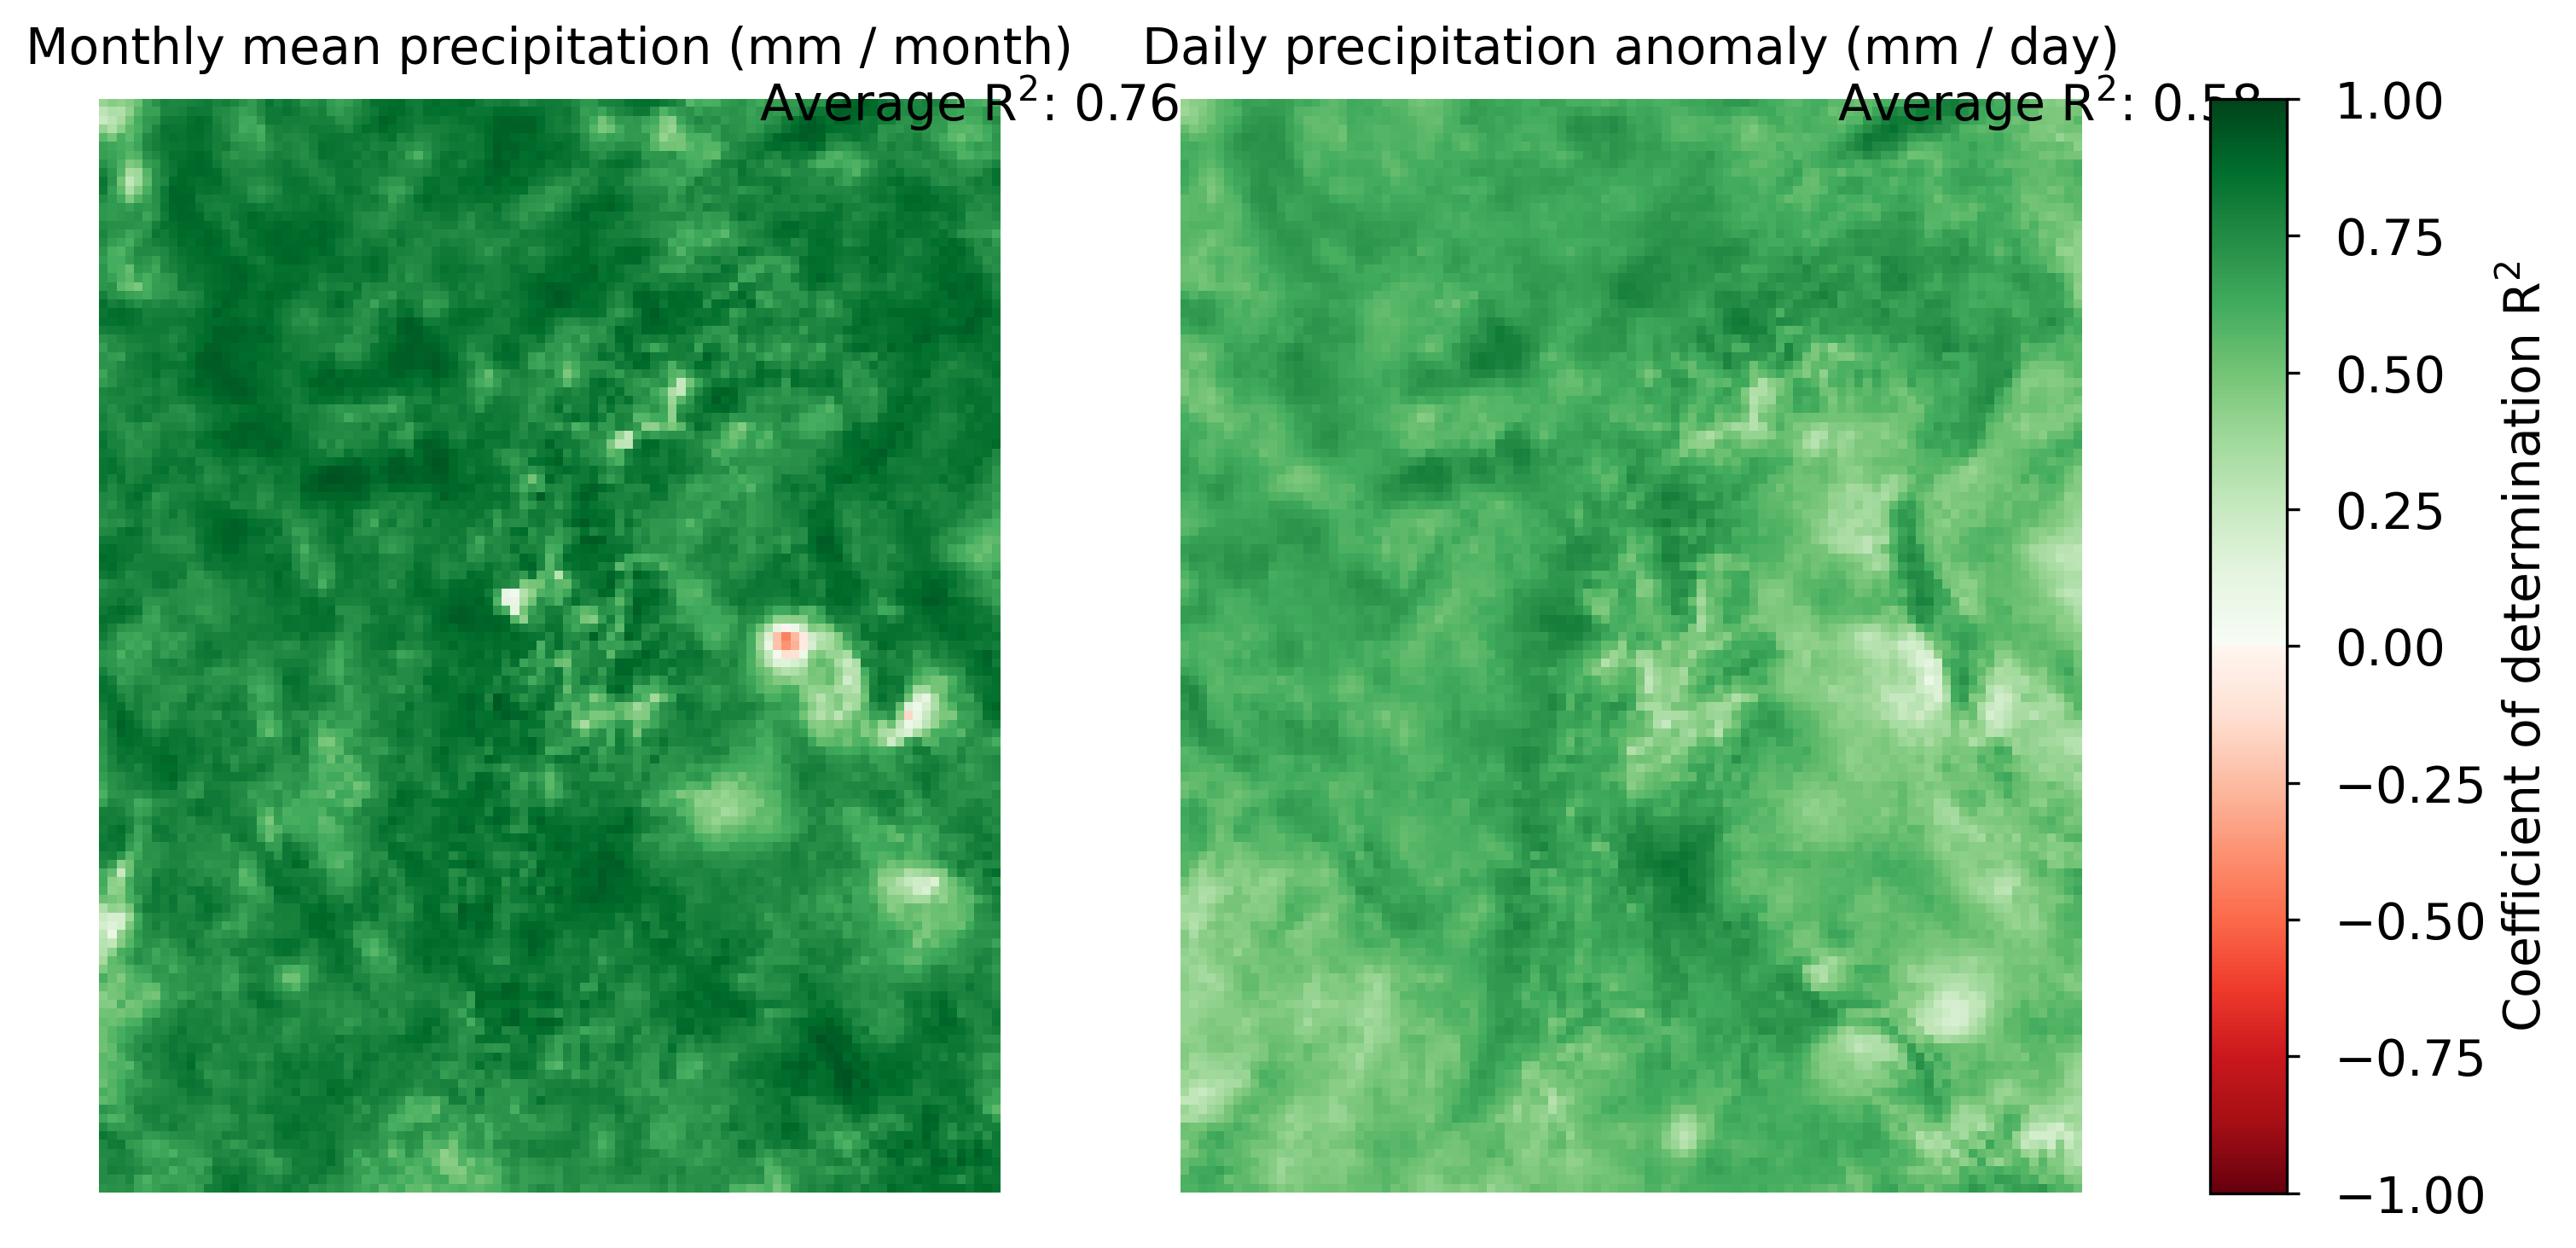 Monthly mean precipitation (mm / month)
Average R²: 0.76
Daily precipitation anomaly (mm / day)
Average R²: 0.58
1.00
0.75
0.50
0.25
0.00
−0.25
−0.50
−0.75
−1.00
Coefficient of determination R²